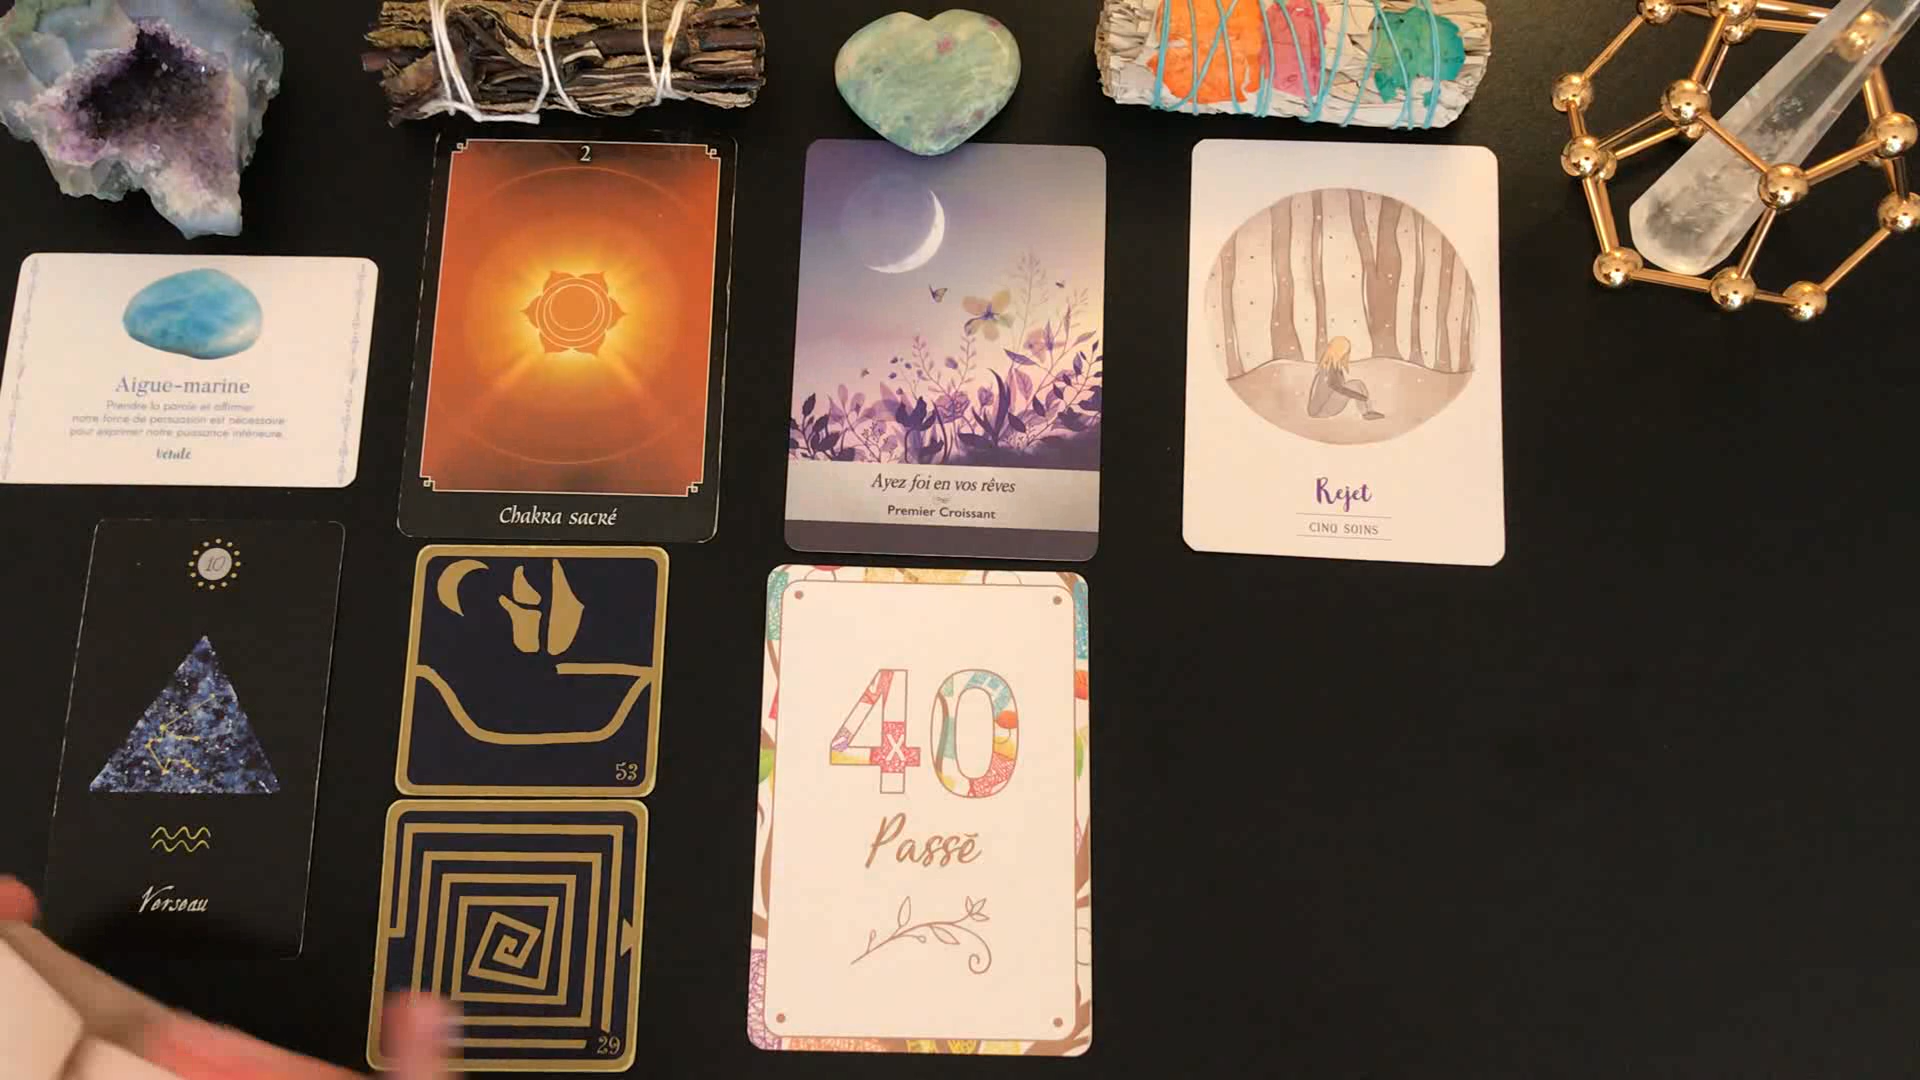 Aigue-marine
Prendre la parole et affirmer
notre force de persuasion est nécessaire
pour exprimer notre puissance intérieure.
2
Chakra sacré
Ayez foi en vos rêves
Premier Croissant
Rejet
CINQ SOINS
10
Verseau
53
29
40
x
Passé